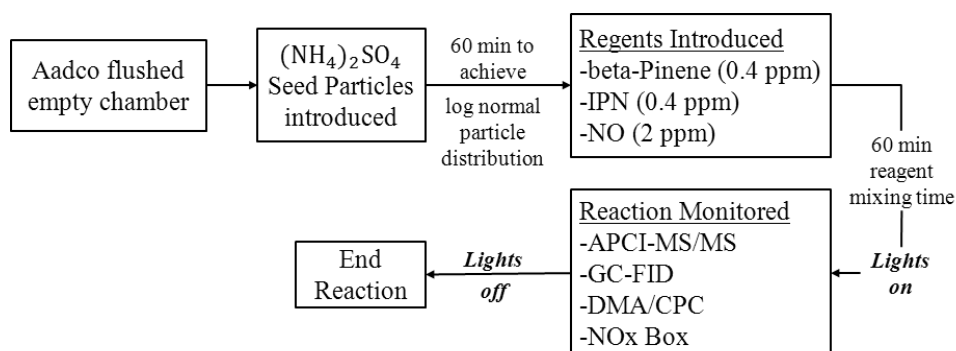 Aadco flushed
empty chamber
(NH₄)₂SO₄
Seed Particles
introduced
60 min to
achieve
log normal
particle
distribution
Regents Introduced
-beta-Pinene (0.4 ppm)
-IPN (0.4 ppm)
-NO (2 ppm)
60 min
reagent
mixing time
Lights
on
Reaction Monitored
-APCI-MS/MS
-GC-FID
-DMA/CPC
-NOx Box
Lights
off
End
Reaction